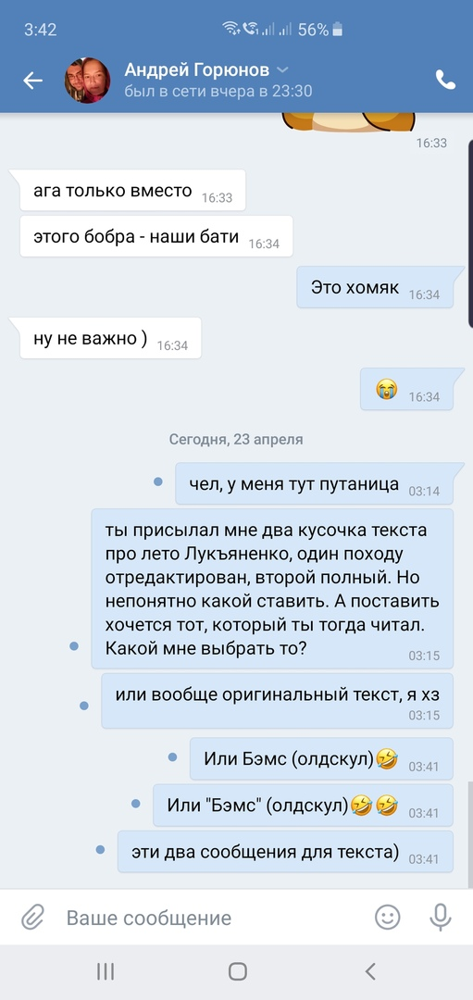 3:42
56%
Андрей Горюнов
был в сети вчера в 23:30
16:33
ага только вместо
16:33
этого бобра - наши бати
16:34
Это хомяк
16:34
ну не важно )
16:34
16:34
Сегодня, 23 апреля
чел, у меня тут путаница
03:14
ты присылал мне два кусочка текста
про лето Лукъяненко, один походу
отредактирован, второй полный. Но
непонятно какой ставить. А поставить
хочется тот, который ты тогда читал.
Какой мне выбрать то?
03:15
или вообще оригинальный текст, я хз
03:15
Или Бэмс (олдскул)🤣
03:41
Или "Бэмс" (олдскул)🤣🤣
03:41
эти два сообщения для текста)
03:41
Ваше сообщение